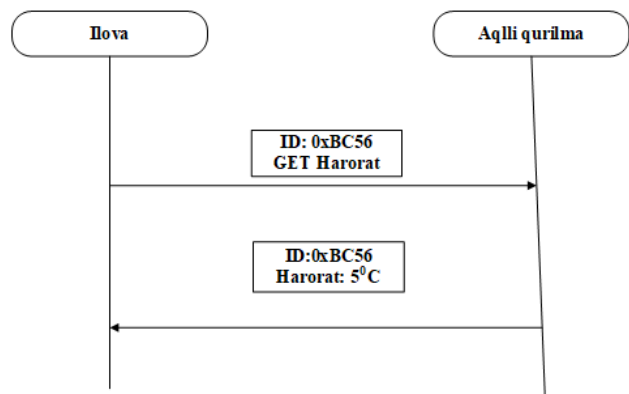 Ilova
Aqlli qurilma
ID: 0xBC56
GET Harorat
ID:0xBC56
Harorat: 5⁰C